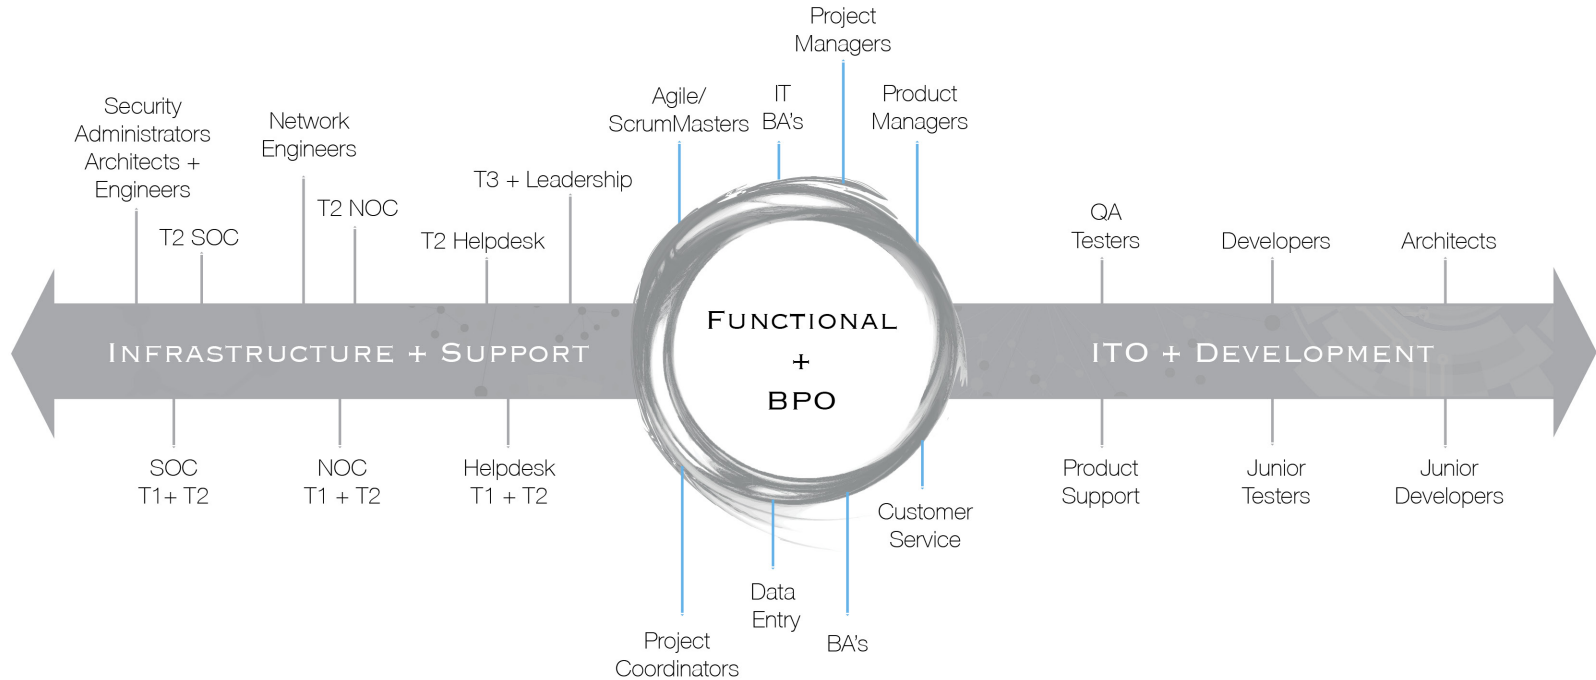 Project
Managers
Agile/
ScrumMasters
IT
BA's
Product
Managers
Security
Administrators
Architects +
Engineers
Network
Engineers
T3 + Leadership
T2 SOC
T2 NOC
T2 Helpdesk
QA
Testers
Developers
Architects
INFRASTRUCTURE + SUPPORT
FUNCTIONAL
+
BPO
ITO + DEVELOPMENT
SOC
T1+ T2
NOC
T1 + T2
Helpdesk
T1 + T2
Product
Support
Junior
Testers
Junior
Developers
Customer
Service
Data
Entry
Project
Coordinators
BA's